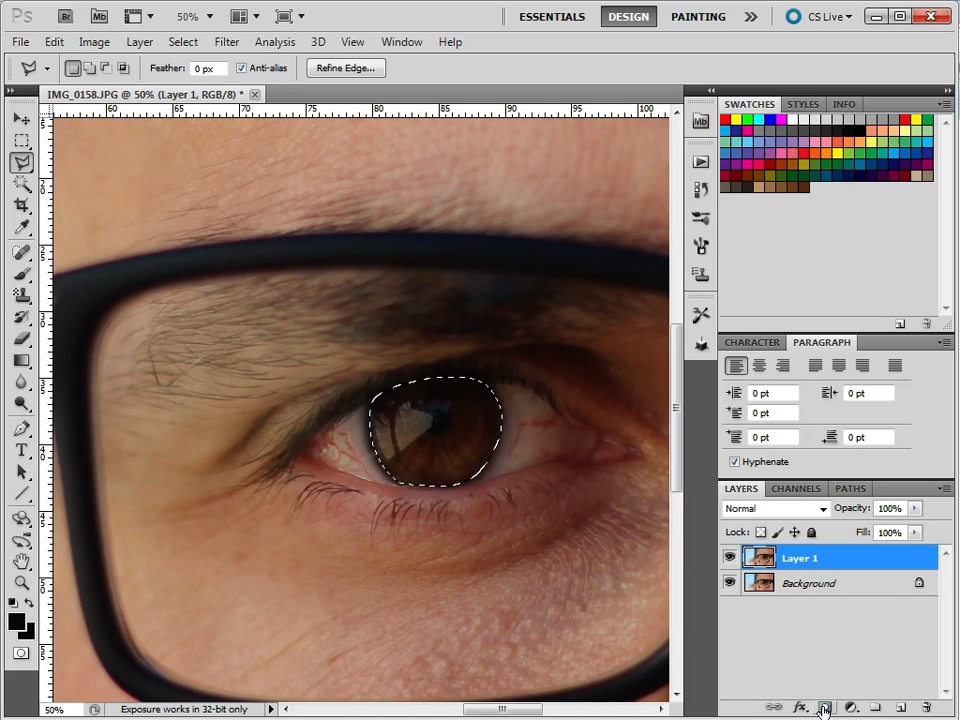 Ps Br Mb 50% ESSENTIALS DESIGN PAINTING CS Live
File Edit Image Layer Select Filter Analysis 3D View Window Help
Feather: 0 px Anti-alias Refine Edge...
IMG_0158.JPG @ 50% (Layer 1, RGB/8) *
60 65 70 75 80 85 90 95 100
SWATCHES STYLES INFO
Mb
CHARACTER PARAGRAPH
0 pt 0 pt
0 pt
0 pt 0 pt
Hyphenate
LAYERS CHANNELS PATHS
Normal Opacity: 100%
Lock: Fill: 100%
Layer 1
Background
50% Exposure works in 32-bit only